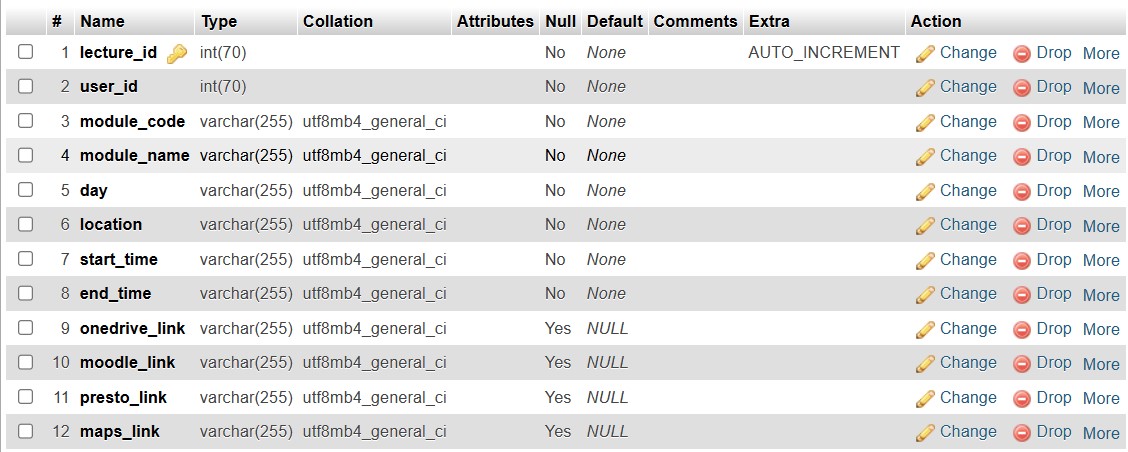 # Name Type Collation Attributes Null Default Comments Extra Action
1 lecture_id int(70) No None AUTO_INCREMENT Change Drop More
2 user_id int(70) No None Change Drop More
3 module_code varchar(255) utf8mb4_general_ci No None Change Drop More
4 module_name varchar(255) utf8mb4_general_ci No None Change Drop More
5 day varchar(255) utf8mb4_general_ci No None Change Drop More
6 location varchar(255) utf8mb4_general_ci No None Change Drop More
7 start_time varchar(255) utf8mb4_general_ci No None Change Drop More
8 end_time varchar(255) utf8mb4_general_ci No None Change Drop More
9 onedrive_link varchar(255) utf8mb4_general_ci Yes NULL Change Drop More
10 moodle_link varchar(255) utf8mb4_general_ci Yes NULL Change Drop More
11 presto_link varchar(255) utf8mb4_general_ci Yes NULL Change Drop More
12 maps_link varchar(255) utf8mb4_general_ci Yes NULL Change Drop More